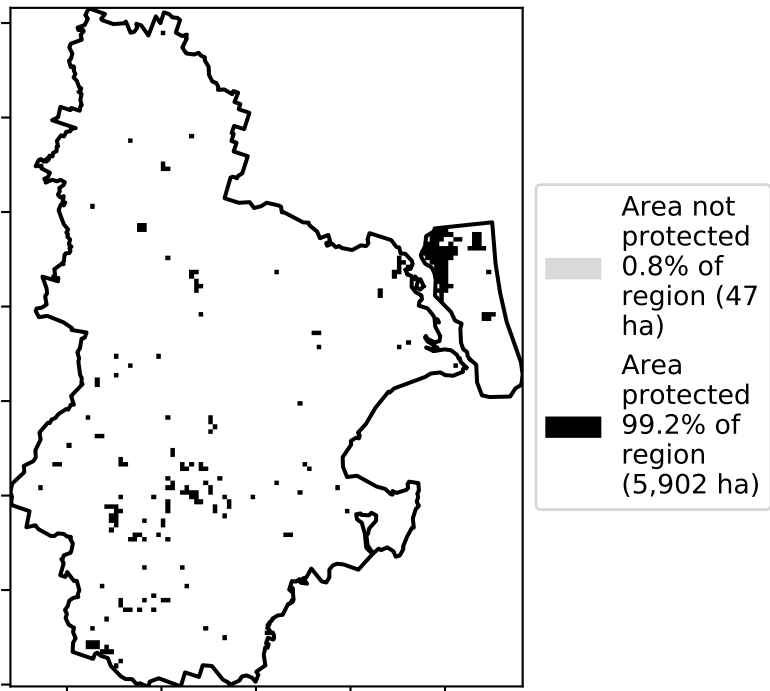 Area not
protected
0.8% of
region (47
ha)
Area
protected
99.2% of
region
(5,902 ha)